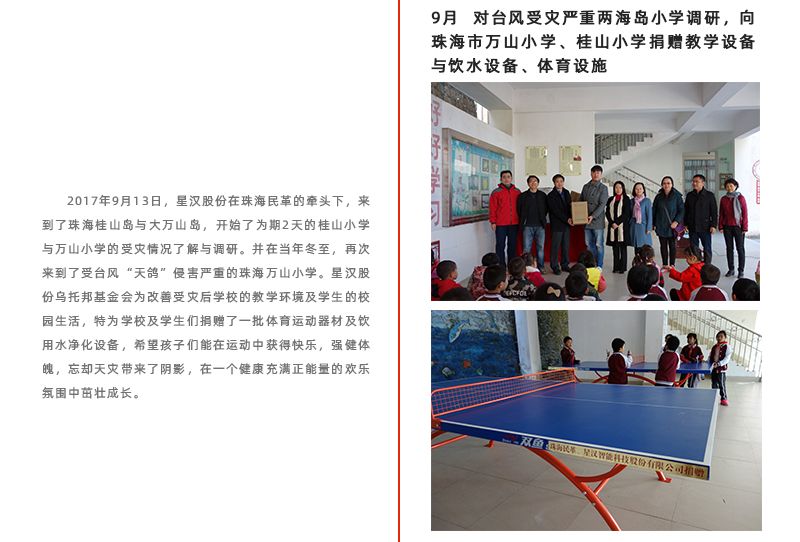 2017年9月13日，星汉股份在珠海民革的牵头下，来
到了珠海桂山岛与大万山岛，开始了为期2天的桂山小学
与万山小学的受灾情况了解与调研。并在当年冬至，再次
来到了受台风“天鸽”侵害严重的珠海万山小学。星汉股
份乌托邦基金会为改善受灾后学校的教学环境及学生的校
园生活，特为学校及学生们捐赠了一批体育运动器材及饮
用水净化设备，希望孩子们能在运动中获得快乐，强健体
魄，忘却天灾带来了阴影，在一个健康充满正能量的欢乐
氛围中茁壮成长。
9月 对台风受灾严重两海岛小学调研，向
珠海市万山小学、桂山小学捐赠教学设备
与饮水设备、体育设施
好好学习
双鱼
珠海民革、星汉智能科技股份有限公司捐赠